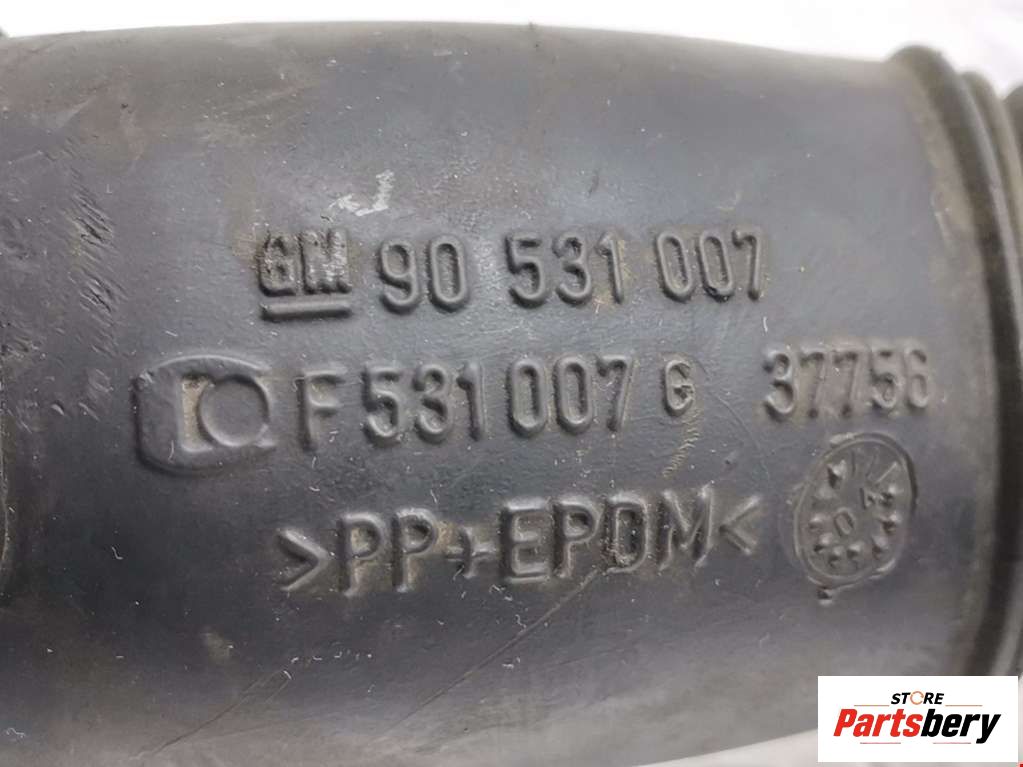 GM 90 531 007
F 531 007 G 37756
>PP+EPDM<
STORE
Partsbery